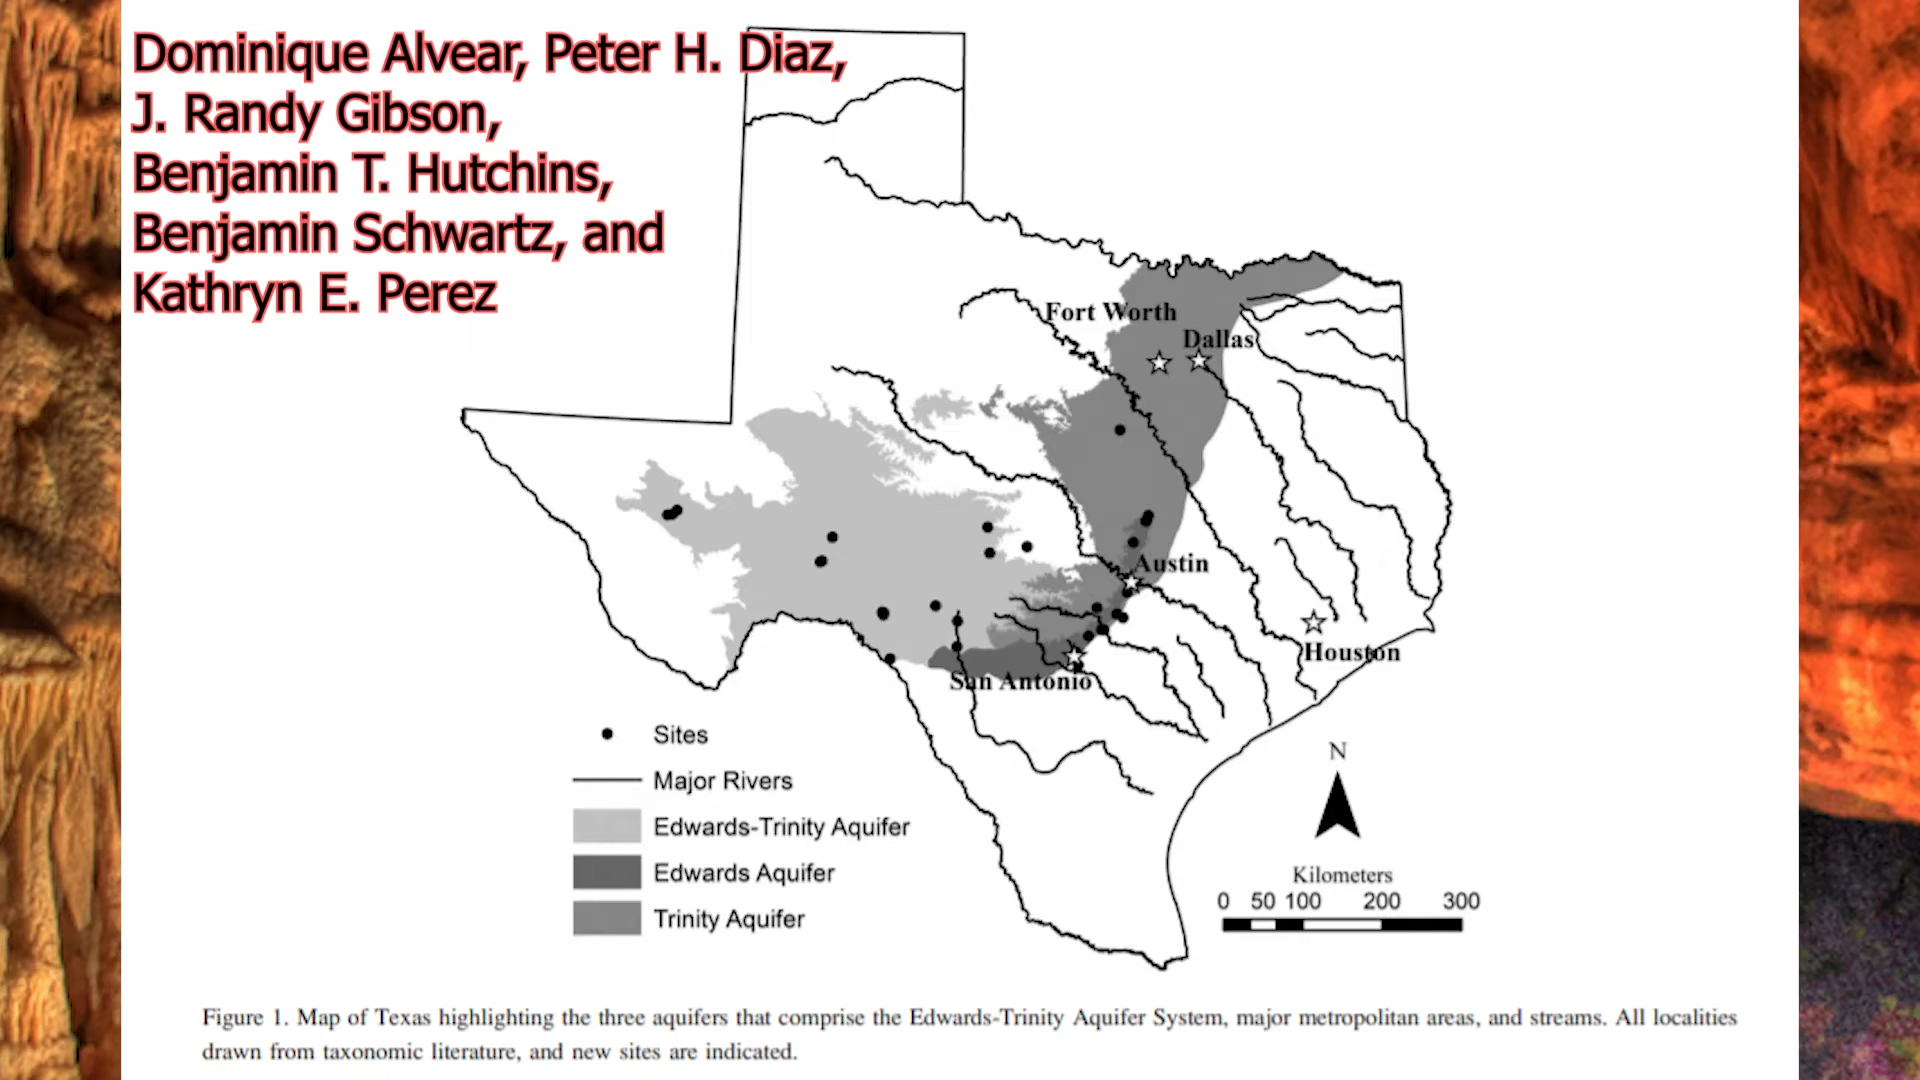 Dominique Alvear, Peter H. Diaz,
J. Randy Gibson,
Benjamin T. Hutchins,
Benjamin Schwartz, and
Kathryn E. Perez
Fort Worth
Dallas
Austin
Houston
San Antonio
Sites
Major Rivers
Edwards-Trinity Aquifer
Edwards Aquifer
Trinity Aquifer
N
Kilometers
0 50 100 200 300
Figure 1. Map of Texas highlighting the three aquifers that comprise the Edwards-Trinity Aquifer System, major metropolitan areas, and streams. All localities
drawn from taxonomic literature, and new sites are indicated.